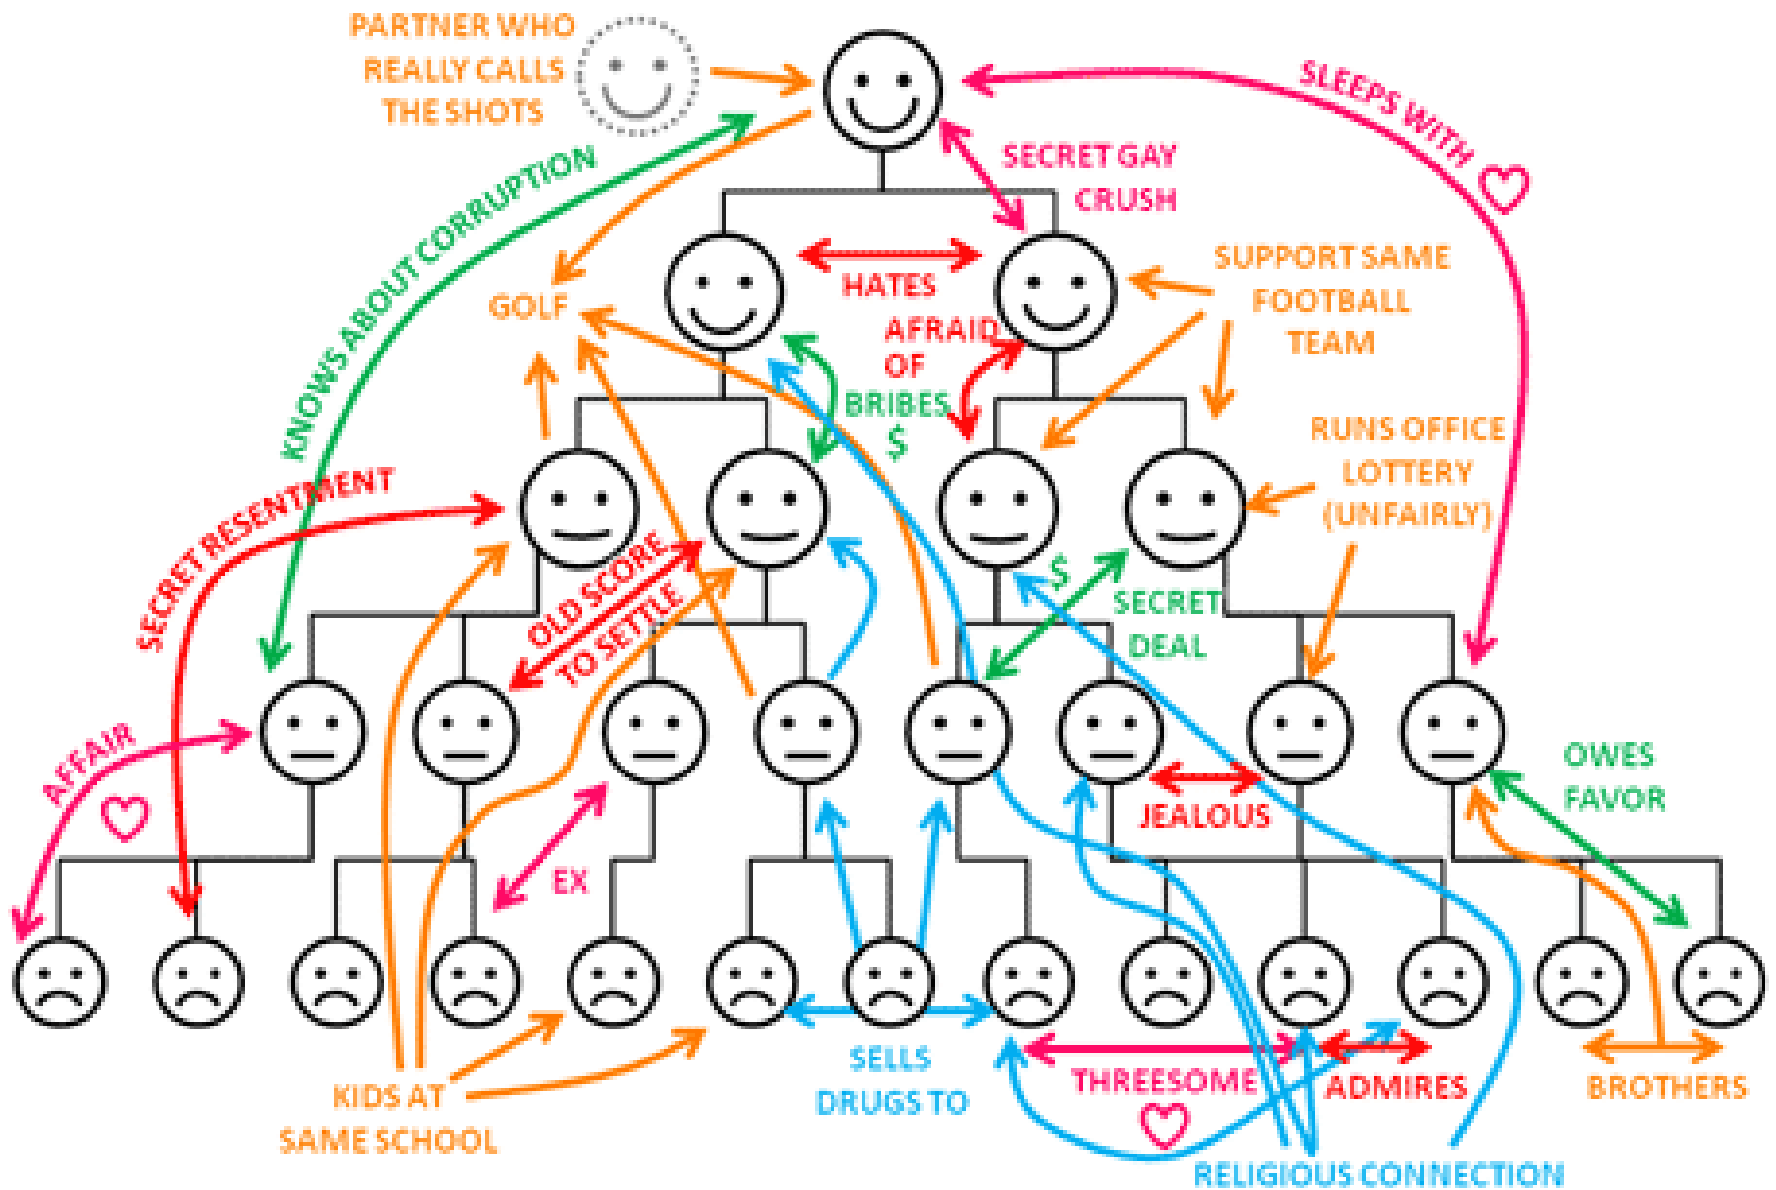 PARTNER WHO
REALLY CALLS
THE SHOTS
SLEEPS WITH
SECRET GAY
CRUSH
KNOWS ABOUT CORRUPTION
GOLF
HATES
SUPPORT SAME
FOOTBALL
TEAM
AFRAID
OF
BRIBES
$
RUNS OFFICE
LOTTERY
(UNFAIRLY)
SECRET RESENTMENT
OLD SCORE
TO SETTLE
$
SECRET
DEAL
AFFAIR
OWES
FAVOR
JEALOUS
EX
SELLS
DRUGS TO
THREESOME
ADMIRES
BROTHERS
KIDS AT
SAME SCHOOL
RELIGIOUS CONNECTION